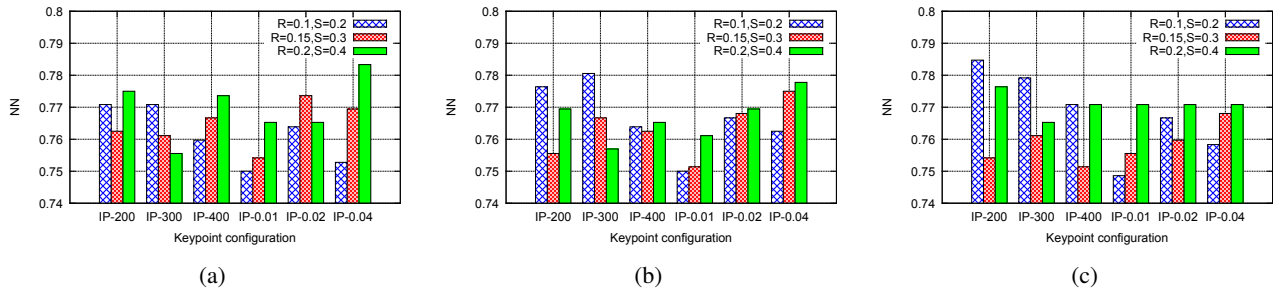 0.8
0.79
0.78
0.77
0.76
0.75
0.74
NN
R=0.1,S=0.2
R=0.15,S=0.3
R=0.2,S=0.4
IP-200 IP-300 IP-400 IP-0.01 IP-0.02 IP-0.04
Keypoint configuration
(a)
0.8
0.79
0.78
0.77
0.76
0.75
0.74
NN
R=0.1,S=0.2
R=0.15,S=0.3
R=0.2,S=0.4
IP-200 IP-300 IP-400 IP-0.01 IP-0.02 IP-0.04
Keypoint configuration
(b)
0.8
0.79
0.78
0.77
0.76
0.75
0.74
NN
R=0.1,S=0.2
R=0.15,S=0.3
R=0.2,S=0.4
IP-200 IP-300 IP-400 IP-0.01 IP-0.02 IP-0.04
Keypoint configuration
(c)